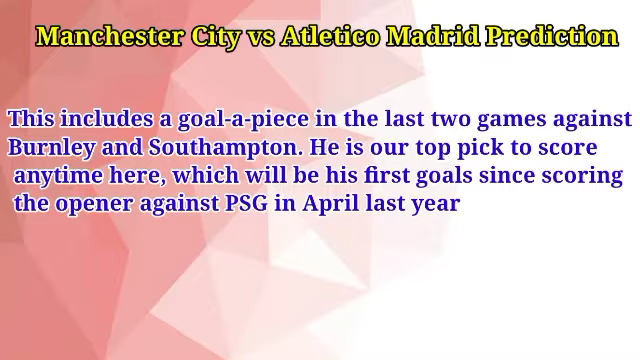 Manchester City vs Atletico Madrid Prediction
This includes a goal-a-piece in the last two games against
Burnley and Southampton. He is our top pick to score
anytime here, which will be his first goals since scoring
the opener against PSG in April last year